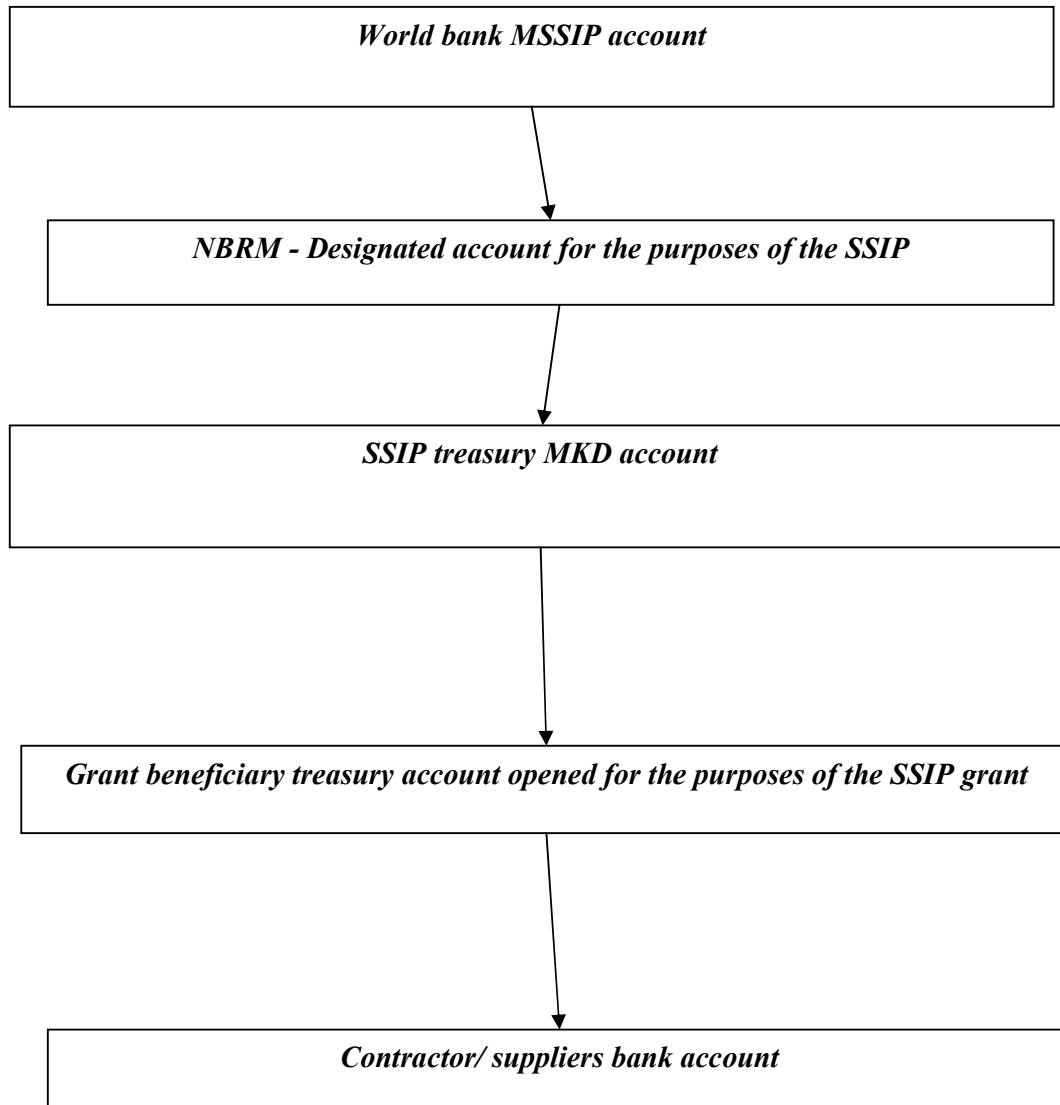 World bank MSSIP account
NBRM - Designated account for the purposes of the SSIP
SSIP treasury MKD account
Grant beneficiary treasury account opened for the purposes of the SSIP grant
Contractor/ suppliers bank account